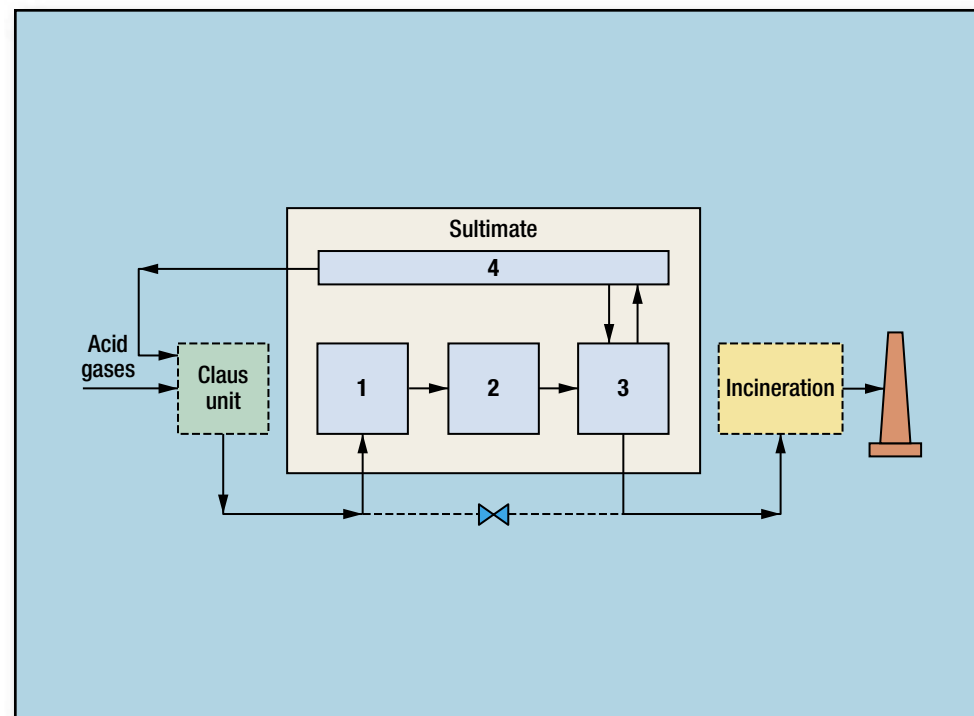 Sultimate
4
Acid
gases
Claus
unit
1
2
3
Incineration